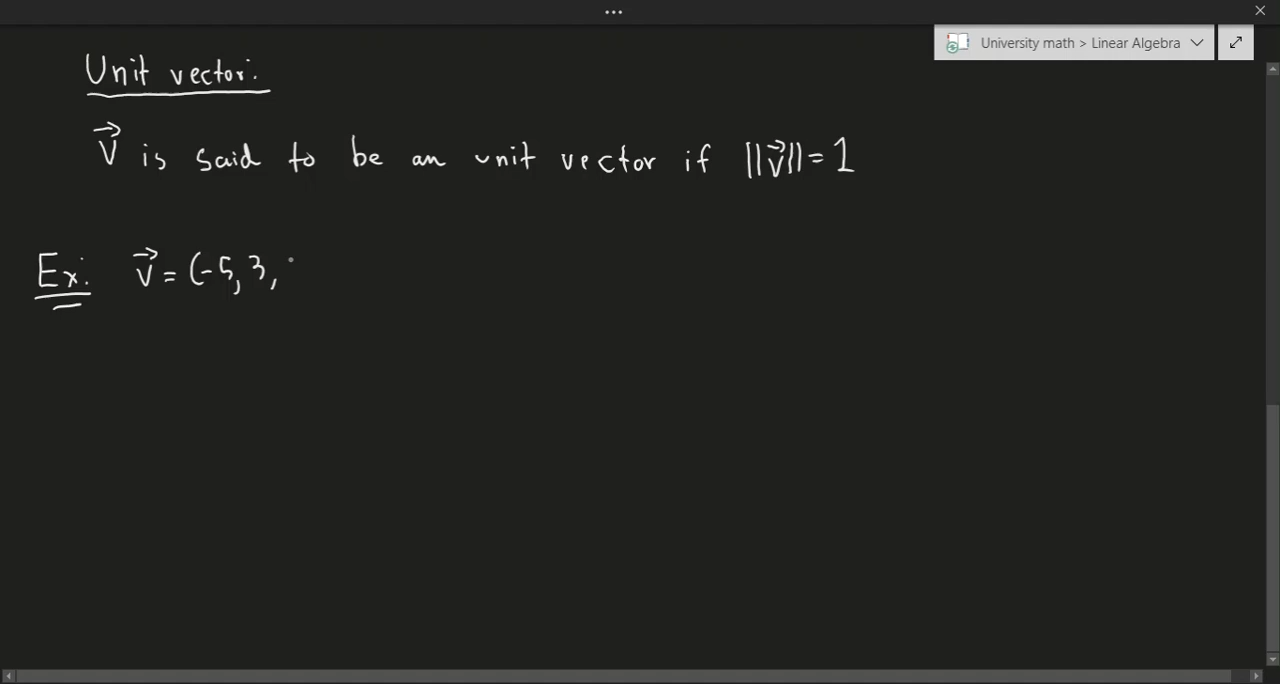 ...
University math > Linear Algebra
Unit vector:
v⃗ is said to be an unit vector if ||v⃗|| = 1
Ex: v⃗ = (-5, 3,